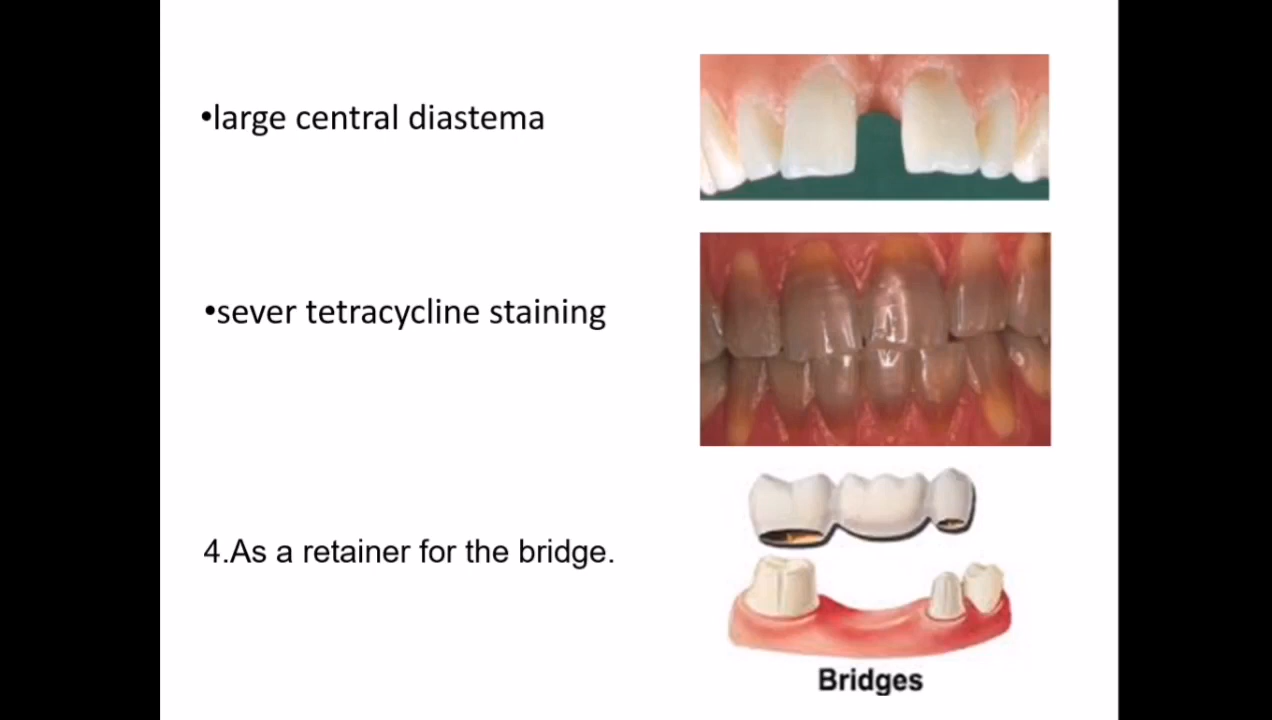 •large central diastema
•sever tetracycline staining
4.As a retainer for the bridge.
Bridges